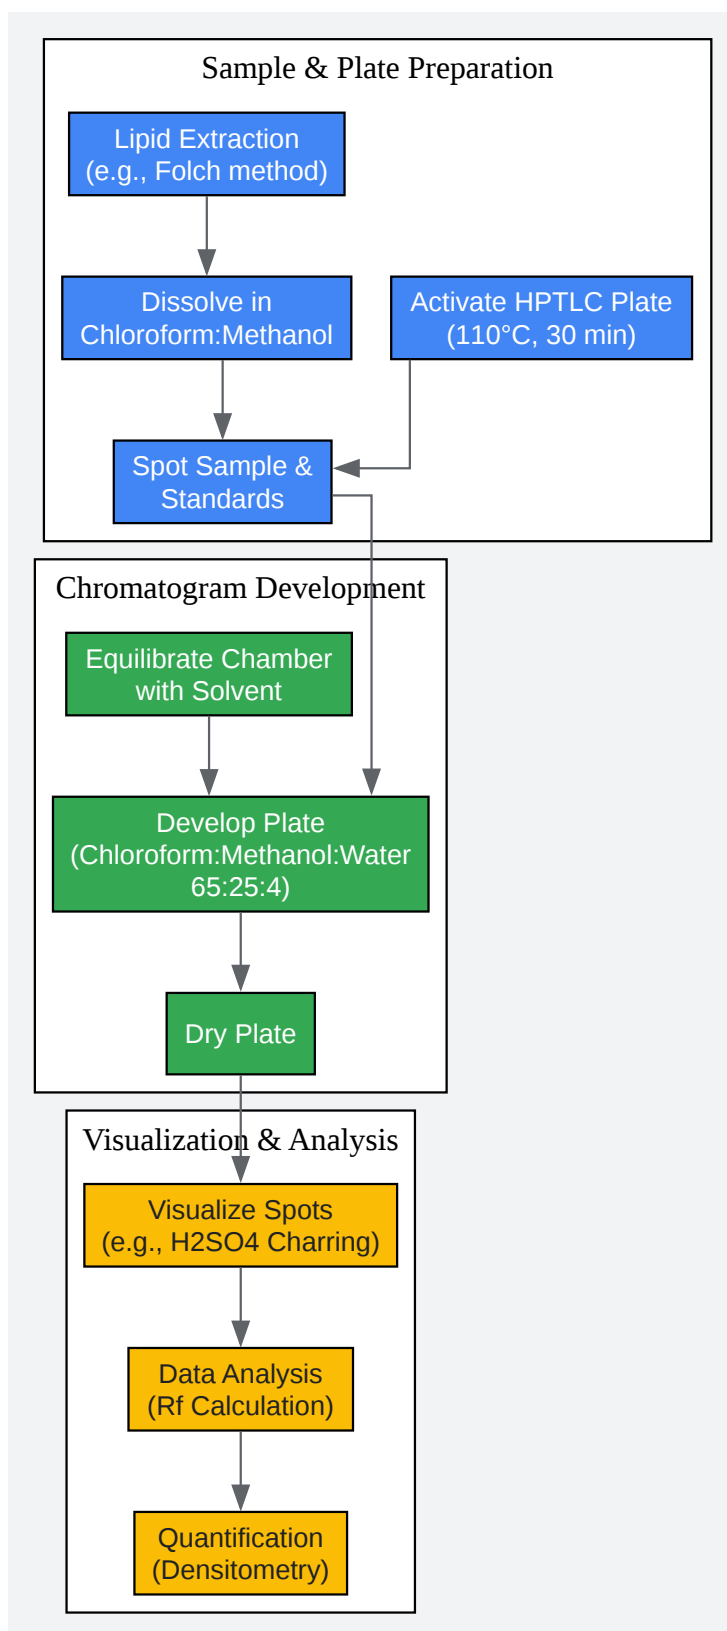 Sample & Plate Preparation
Lipid Extraction
(e.g., Folch method)
Dissolve in
Chloroform:Methanol
Activate HPTLC Plate
(110°C, 30 min)
Spot Sample &
Standards
Chromatogram Development
Equilibrate Chamber
with Solvent
Develop Plate
(Chloroform:Methanol:Water
65:25:4)
Dry Plate
Visualization & Analysis
Visualize Spots
(e.g., H2SO4 Charring)
Data Analysis
(Rf Calculation)
Quantification
(Densitometry)